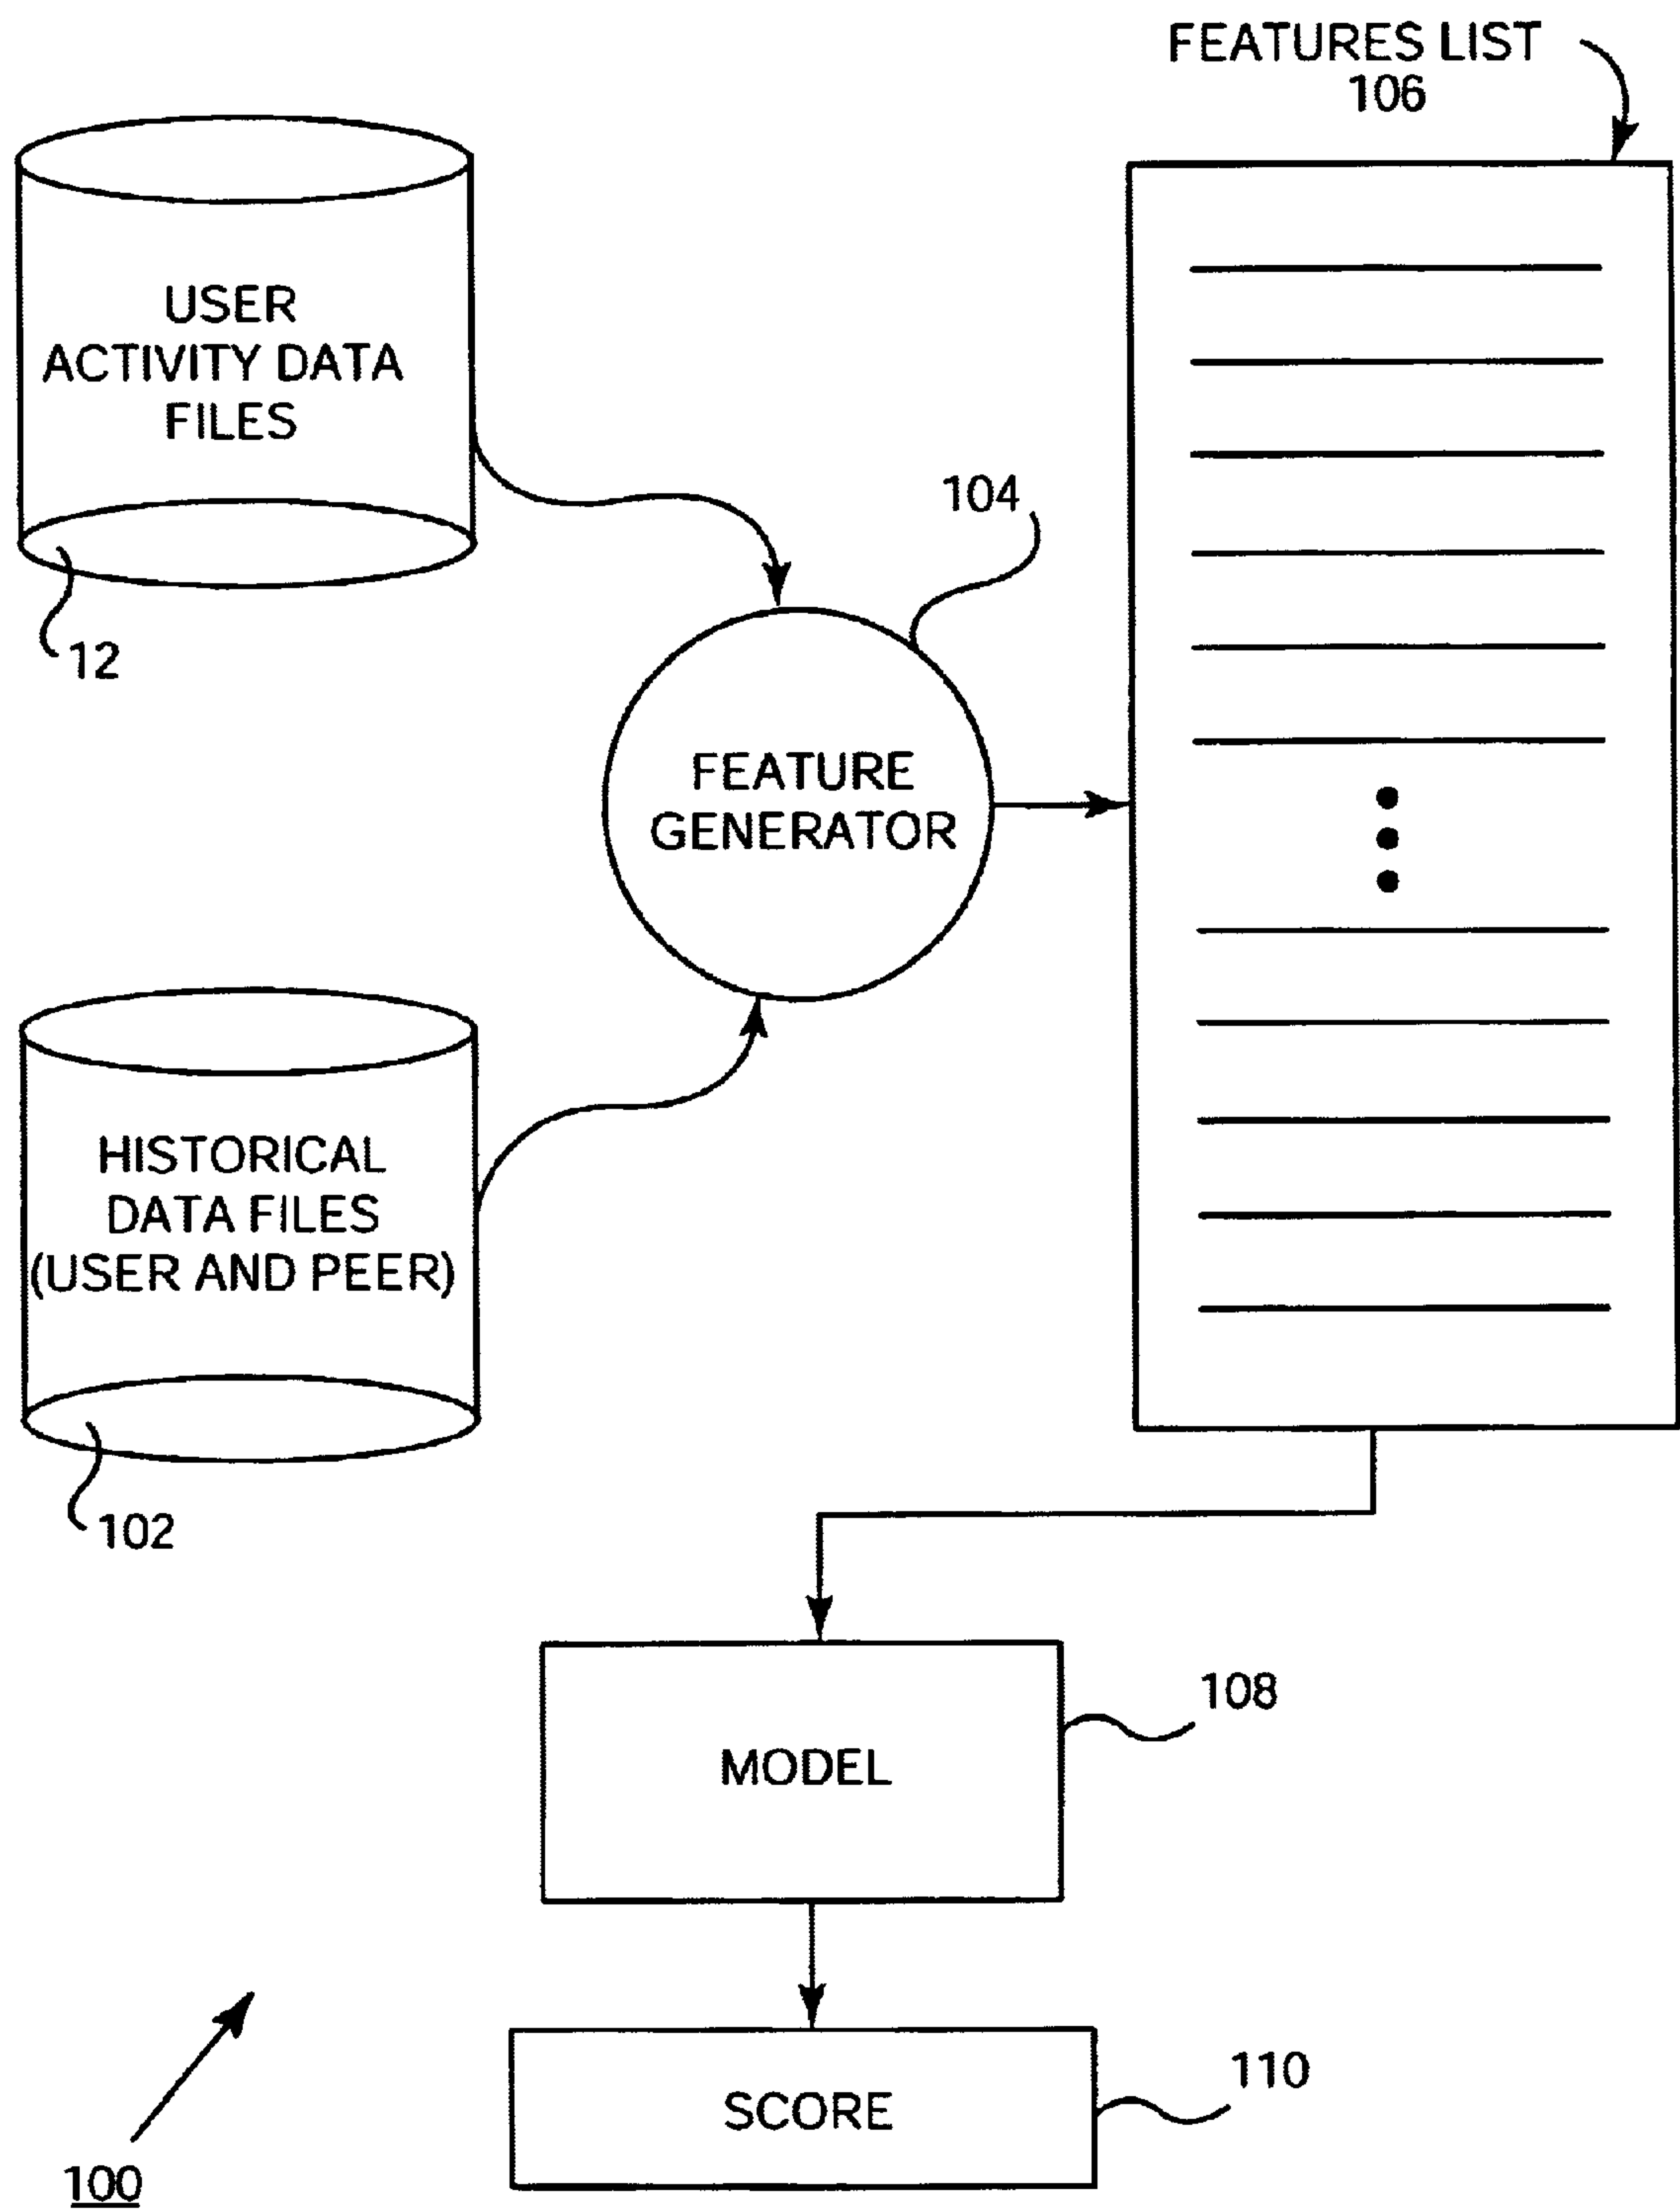 FEATURES LIST
106
USER
ACTIVITY DATA
FILES
12
104
FEATURE
GENERATOR
HISTORICAL
DATA FILES
(USER AND PEER)
102
108
MODEL
110
SCORE
100